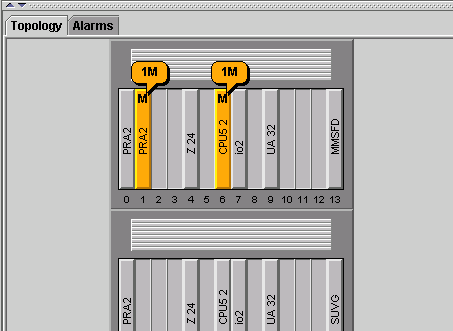 Topology Alarms
1M 1M
M M
PRA2 PRA2 Z 24 CPU5 2 io2 UA 32 MMSFD
0 1 2 3 4 5 6 7 8 9 10 11 12 13
PRA2 Z 24 CPU5 2 io2 UA 32 SUVG